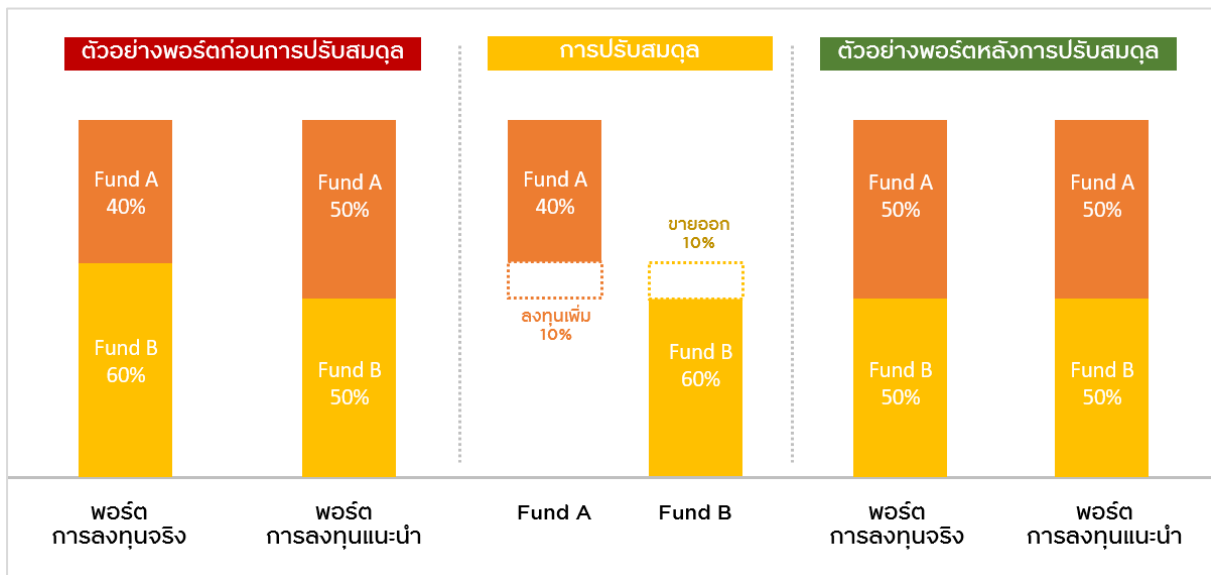 ตัวอย่างพอร์ตก่อนการปรับสมดุล
การปรับสมดุล
ตัวอย่างพอร์ตหลังการปรับสมดุล
Fund A
40%
Fund B
60%
Fund A
50%
Fund B
50%
Fund A
40%
ลงทุนเพิ่ม
10%
ขายออก
10%
Fund B
60%
Fund A
50%
Fund B
50%
Fund A
50%
Fund B
50%
พอร์ต
การลงทุนจริง
พอร์ต
การลงทุนแนะนำ
Fund A
Fund B
พอร์ต
การลงทุนจริง
พอร์ต
การลงทุนแนะนำ